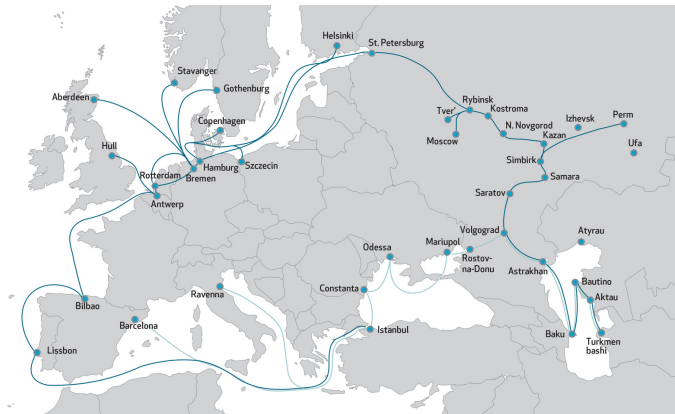 Helsinki
St. Petersburg
Stavanger
Gothenburg
Aberdeen
Rybinsk
Tver'
Kostroma
Copenhagen
Moscow
N. Novgorod
Izhevsk
Perm
Kazan
Hull
Ufa
Simbirk
Szczecin
Hamburg
Rotterdam
Bremen
Samara
Antwerp
Saratov
Volgograd
Mariupol
Atyrau
Odessa
Rostov-
na-Donu
Astrakhan
Bautino
Constanta
Ravenna
Aktau
Bilbao
Barcelona
Istanbul
Baku
Turkmen
bashi
Lissbon